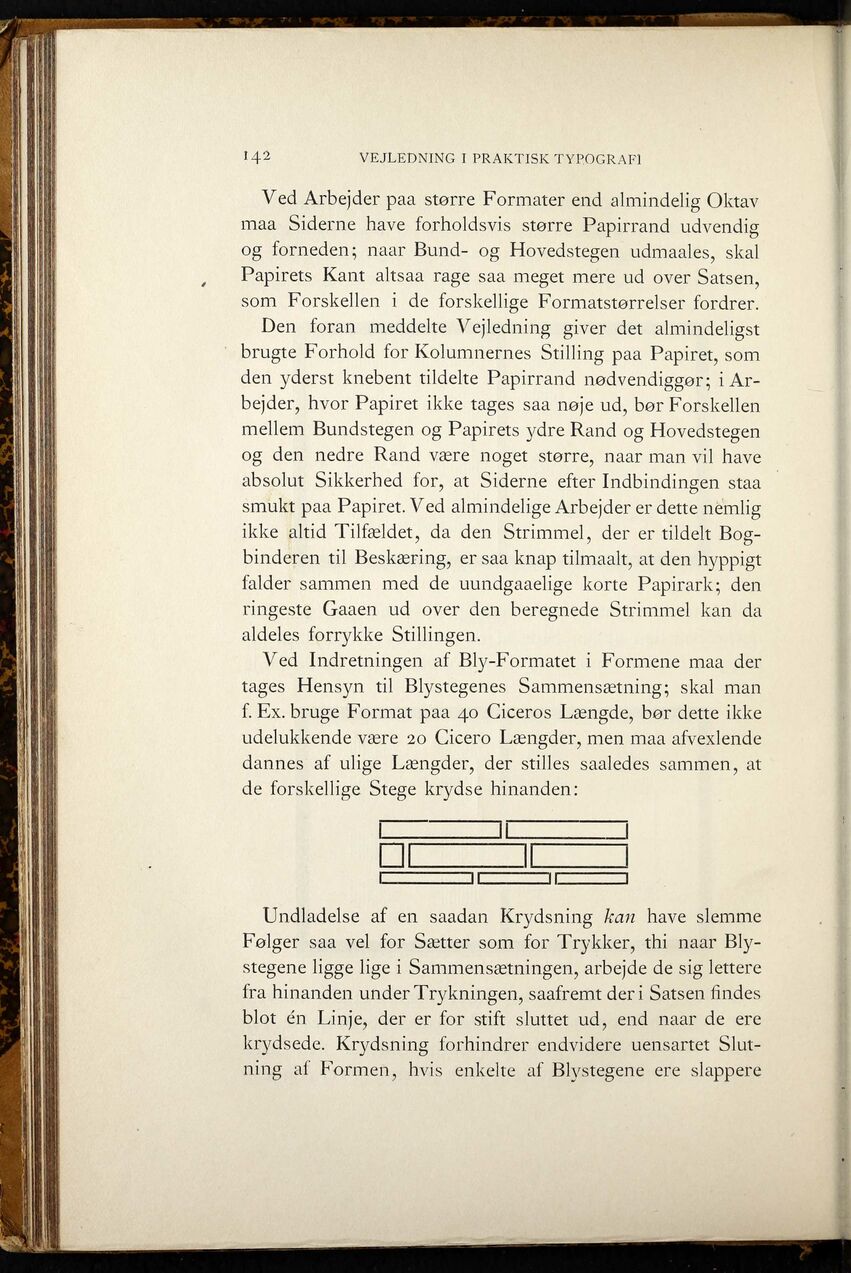 142
VEJLEDNING I PRAKTISK TYPOGRAFI
Ved Arbejder paa større Formater end almindelig Oktav
maa Siderne have forholdsvis større Papirrand udvendig
og forneden; naar Bund- og Hovedstegen udmaales, skal
Papirets Kant altsaa rage saa meget mere ud over Satsen,
som Forskellen i de forskellige Formatstørrelser fordrer.
Den foran meddelte Vejledning giver det almindeligst
brugte Forhold for Kolumnernes Stilling paa Papiret, som
den yderst knebent tildelte Papirrand nødvendiggør; i Ar-
bejder, hvor Papiret ikke tages saa nøje ud, bør Forskellen
mellem Bundstegen og Papirets ydre Rand og Hovedstegen
og den nedre Rand være noget større, naar man vil have
absolut Sikkerhed for, at Siderne efter Indbindingen staa
smukt paa Papiret. Ved almindelige Arbejder er dette nemlig
ikke altid Tilfældet, da den Strimmel, der er tildelt Bog-
binderen til Beskæring, er saa knap tilmaalt, at den hyppigt
falder sammen med de uundgaaelige korte Papirark; den
ringeste Gaaen ud over den beregnede Strimmel kan da
aldeles forrykke Stillingen.
Ved Indretningen af Bly-Formatet i Formene maa der
tages Hensyn til Blystegenes Sammensætning; skal man
f. Ex. bruge Format paa 40 Ciceros Længde, bør dette ikke
udelukkende være 20 Cicero Længder, men maa afvexlende
dannes af ulige Længder, der stilles saaledes sammen, at
de forskellige Stege krydse hinanden:
Undladelse af en saadan Krydsning kan have slemme
Følger saa vel for Sætter som for Trykker, thi naar Bly-
stegene ligge lige i Sammensætningen, arbejde de sig lettere
fra hinanden under Trykningen, saafremt der i Satsen findes
blot én Linje, der er for stift sluttet ud, end naar de ere
krydsede. Krydsning forhindrer endvidere uensartet Slut-
ning af Formen, hvis enkelte af Blystegene ere slappere